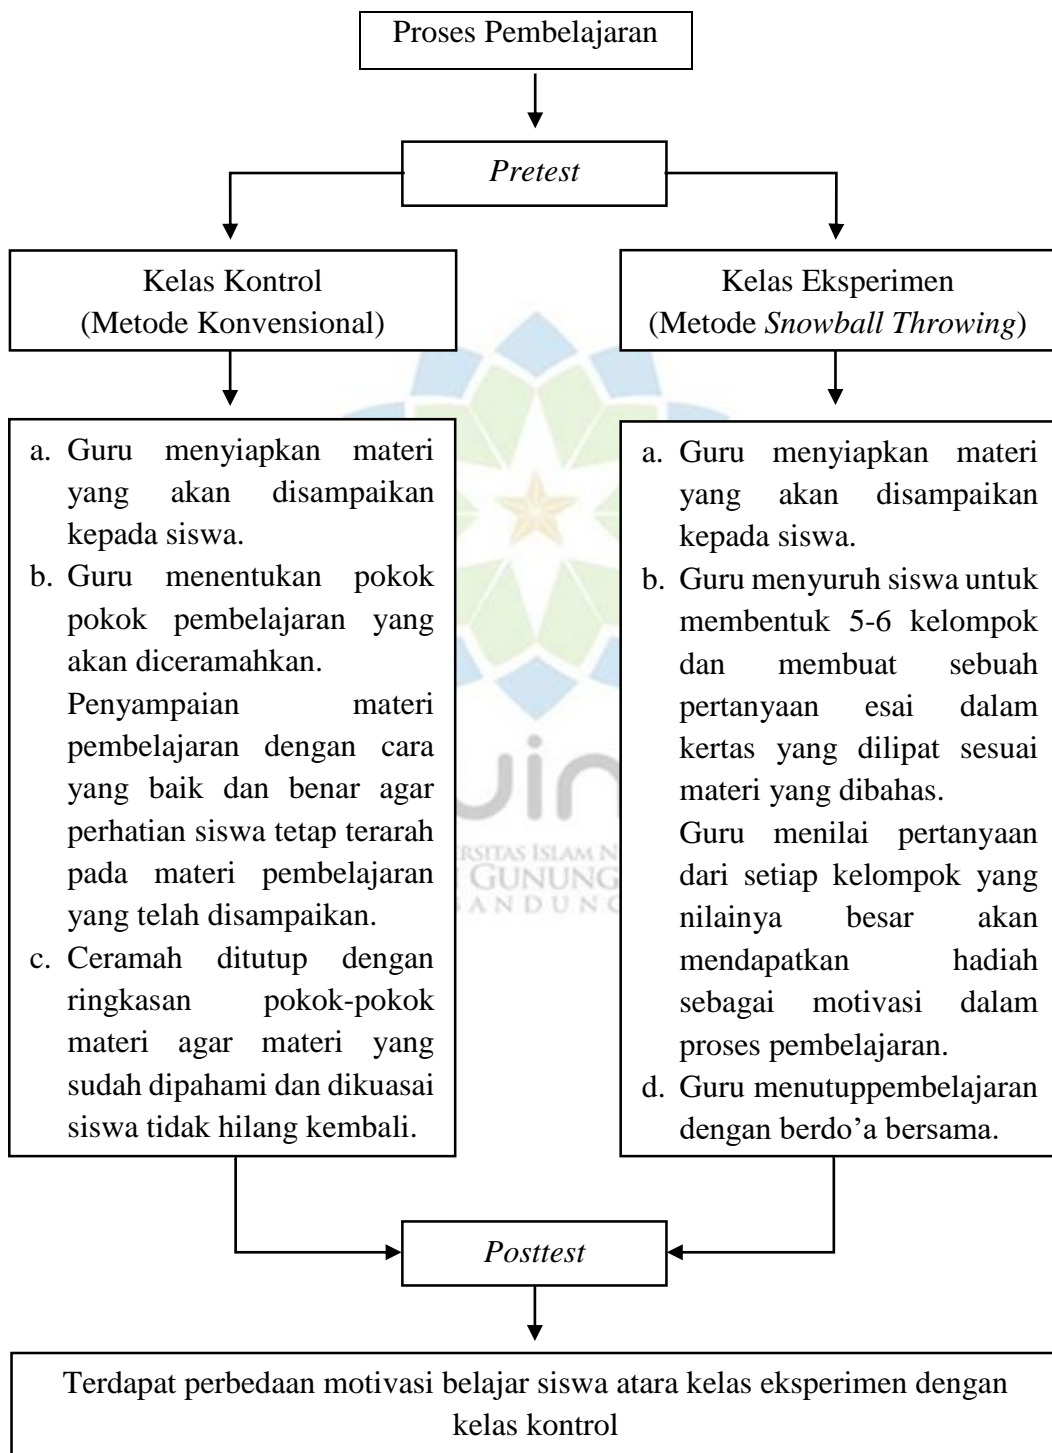 Proses Pembelajaran
Pretest
Kelas Kontrol
(Metode Konvensional)
Kelas Eksperimen
(Metode Snowball Throwing)
a. Guru menyiapkan materi
yang akan disampaikan
kepada siswa.
b. Guru menentukan pokok
pokok pembelajaran yang
akan diceramahkan.
Penyampaian materi
pembelajaran dengan cara
yang baik dan benar agar
perhatian siswa tetap terarah
pada materi pembelajaran
yang telah disampaikan.
c. Ceramah ditutup dengan
ringkasan pokok-pokok
materi agar materi yang
sudah dipahami dan dikuasai
siswa tidak hilang kembali.
a. Guru menyiapkan materi
yang akan disampaikan
kepada siswa.
b. Guru menyuruh siswa untuk
membentuk 5-6 kelompok
dan membuat sebuah
pertanyaan esai dalam
kertas yang dilipat sesuai
materi yang dibahas.
Guru menilai pertanyaan
dari setiap kelompok yang
nilainya besar akan
mendapatkan hadiah
sebagai motivasi dalam
proses pembelajaran.
d. Guru menutuppembelajaran
dengan berdo’a bersama.
uin
ISLAM
GUNUNG
Posttest
Terdapat perbedaan motivasi belajar siswa atara kelas eksperimen dengan
kelas kontrol